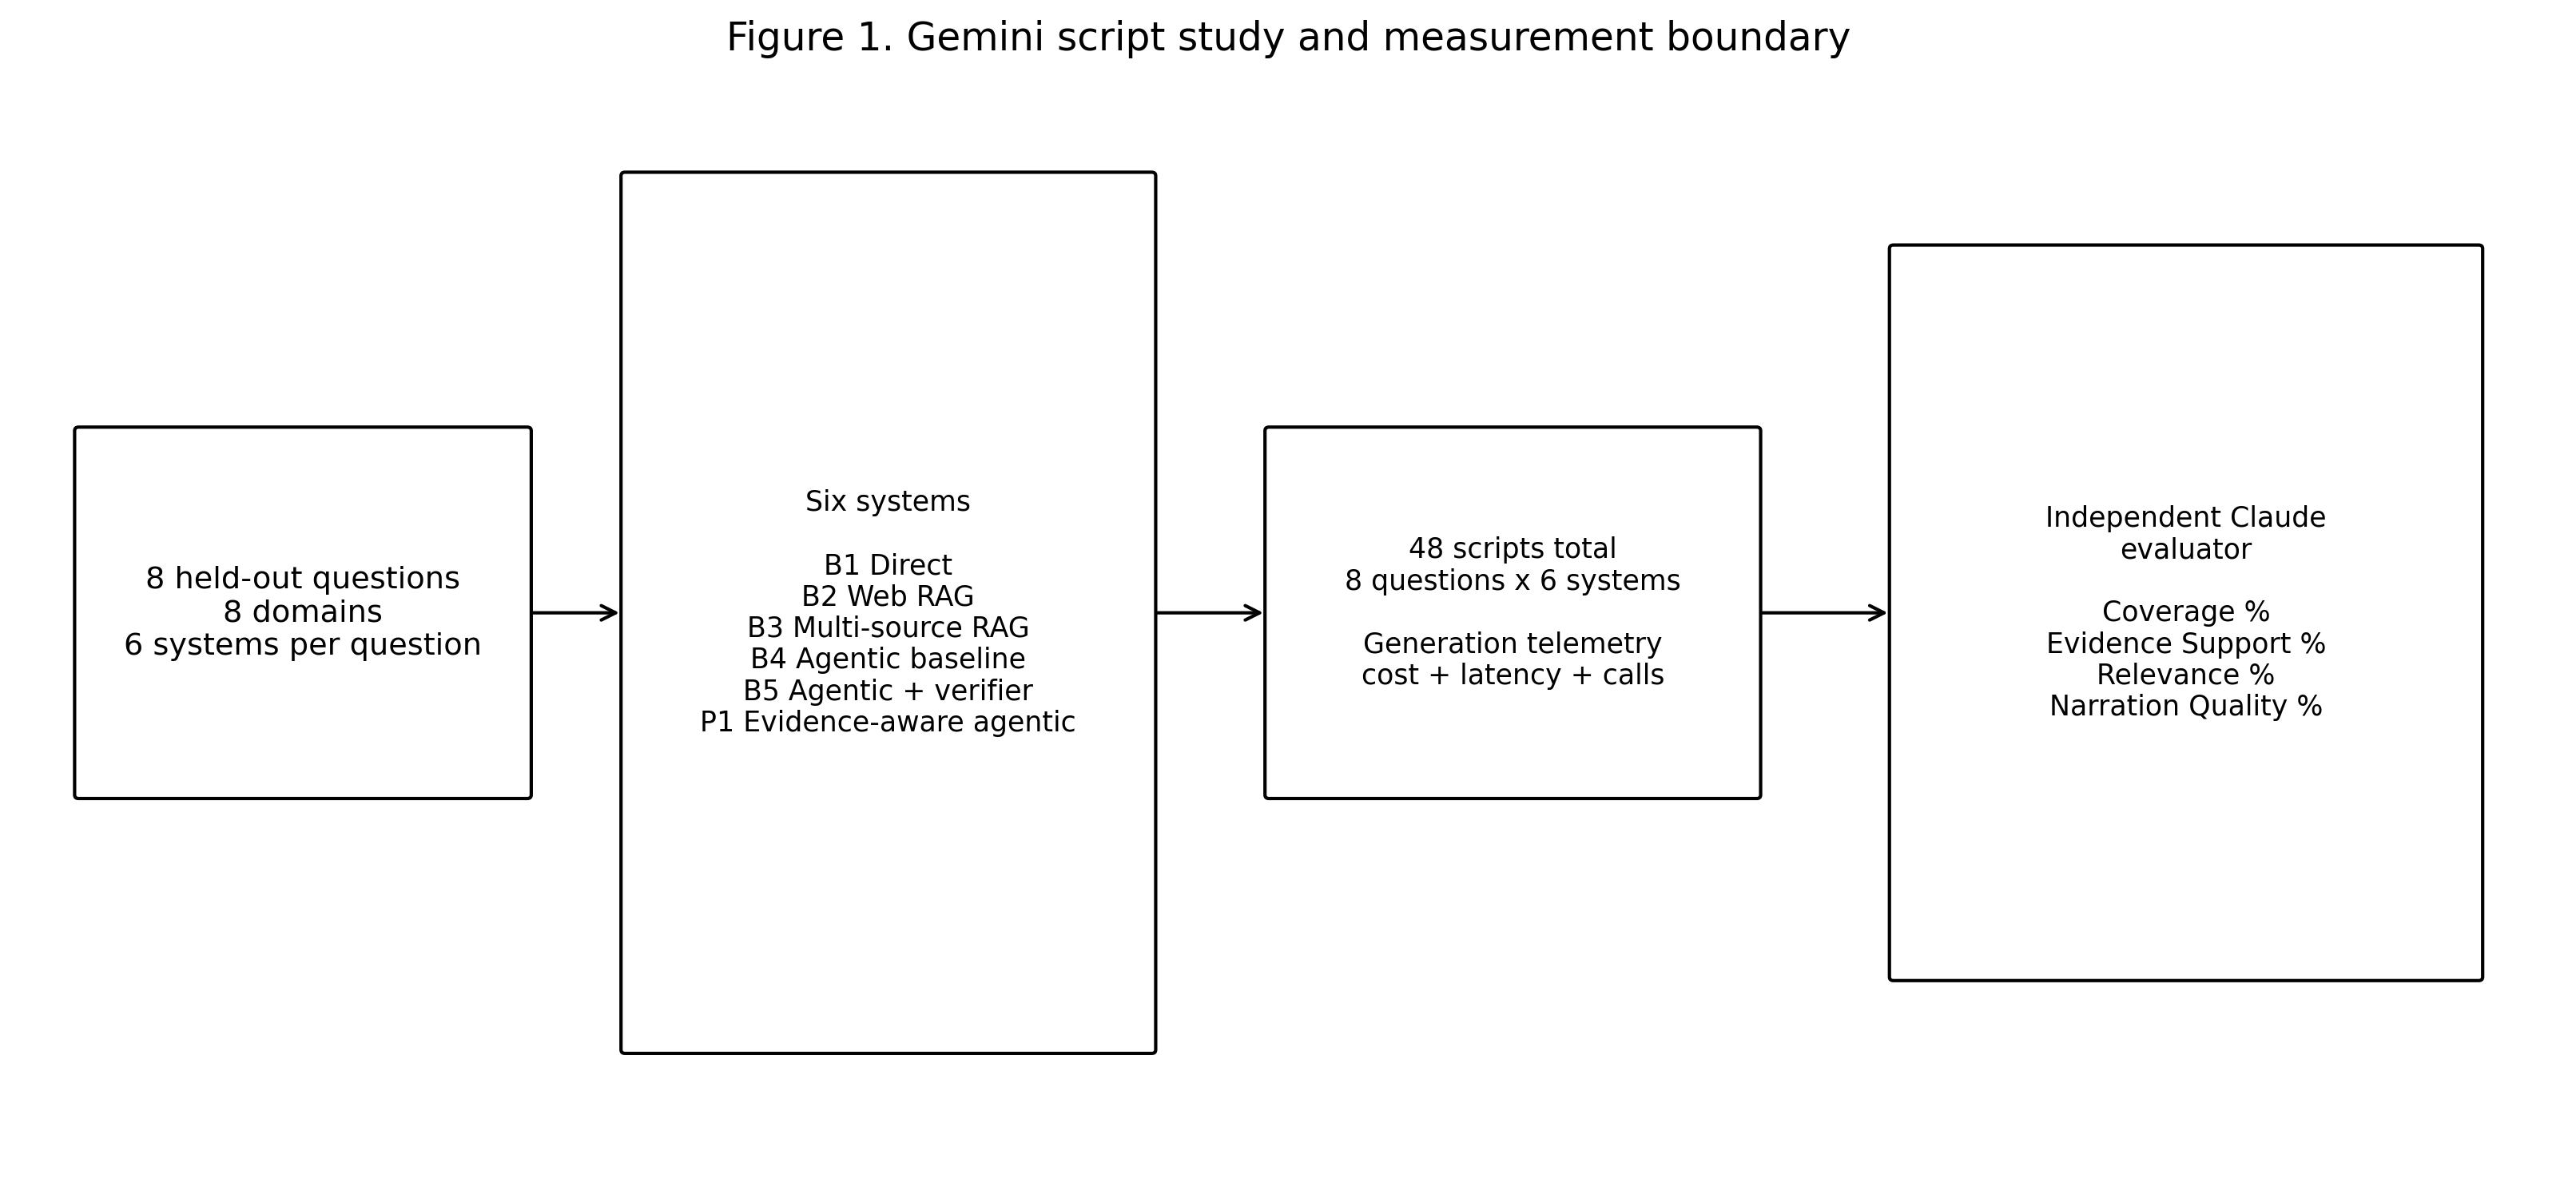 Figure 1. Gemini script study and measurement boundary
8 held-out questions
8 domains
6 systems per question
Six systems
B1 Direct
B2 Web RAG
B3 Multi-source RAG
B4 Agentic baseline
B5 Agentic + verifier
P1 Evidence-aware agentic
48 scripts total
8 questions x 6 systems
Generation telemetry
cost + latency + calls
Independent Claude
evaluator
Coverage %
Evidence Support %
Relevance %
Narration Quality %